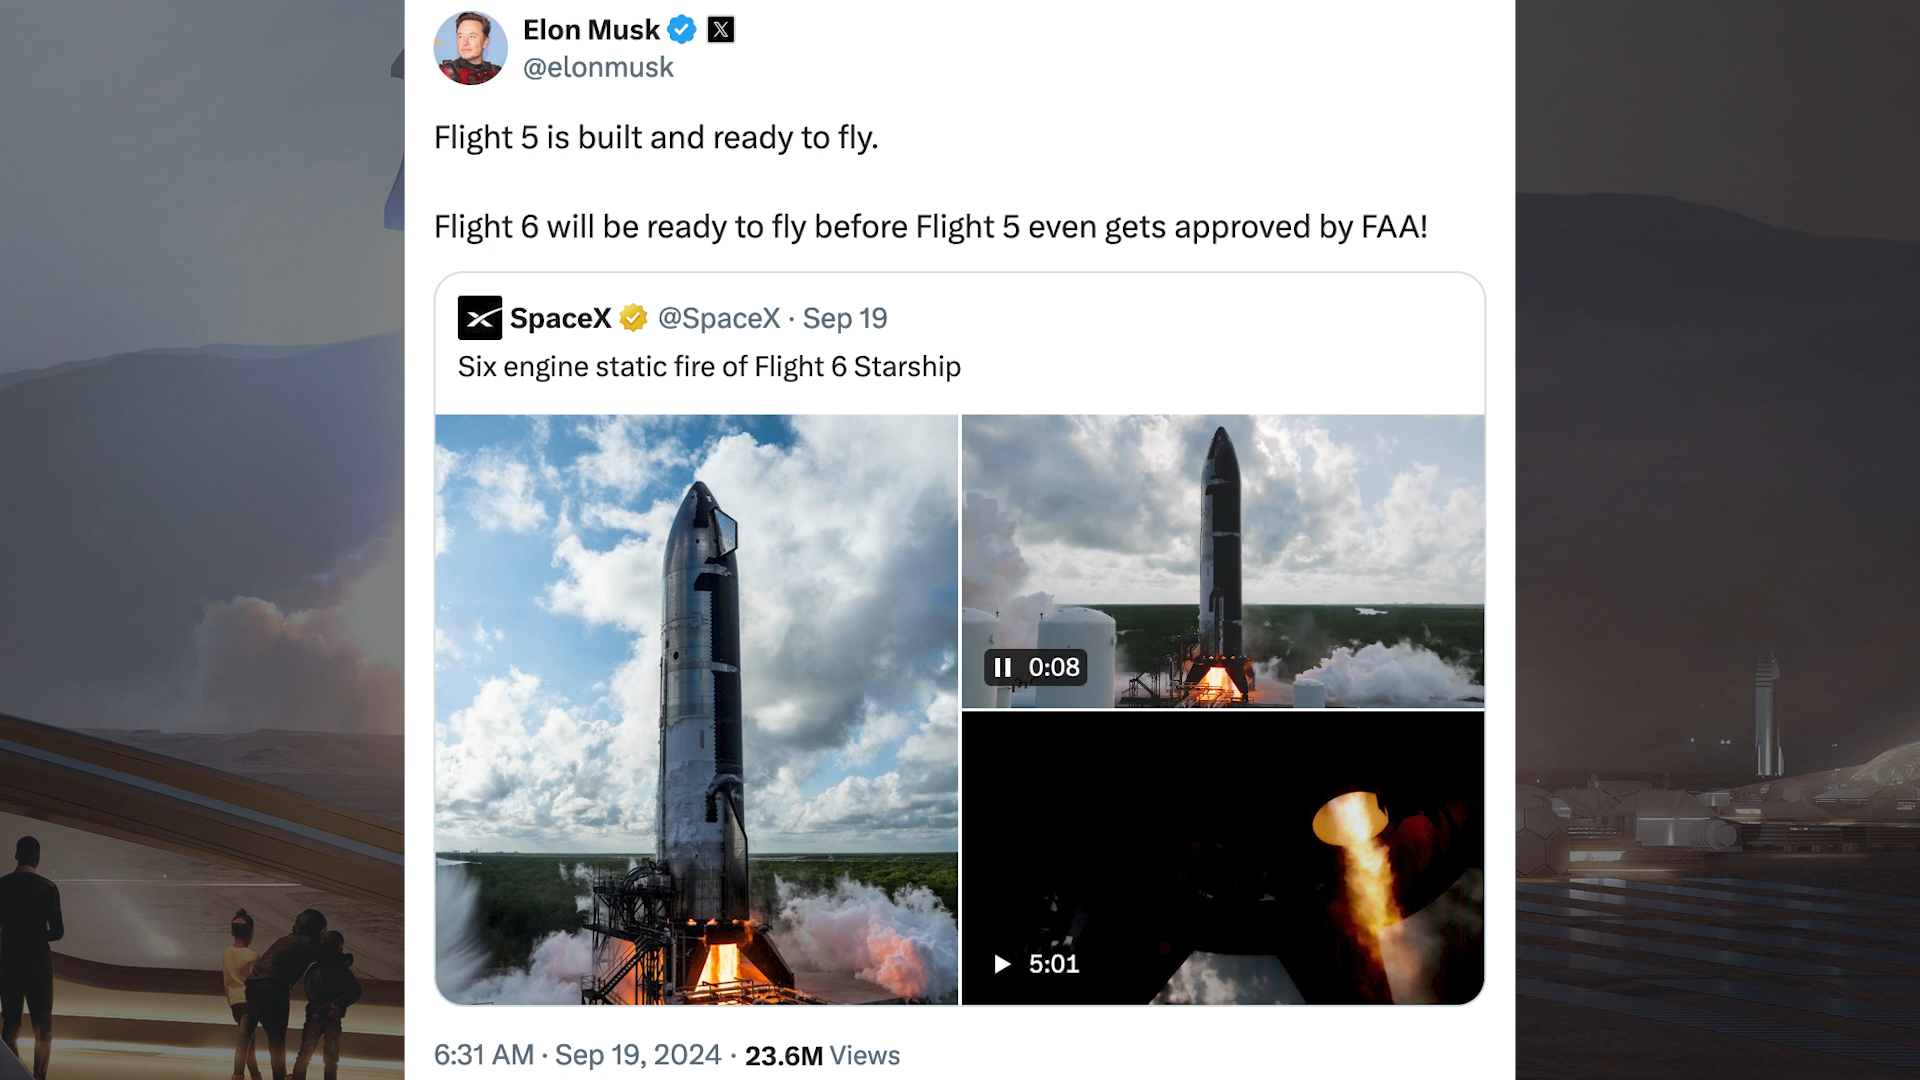 Elon Musk
@elonmusk
Flight 5 is built and ready to fly.
Flight 6 will be ready to fly before Flight 5 even gets approved by FAA!
SpaceX @SpaceX · Sep 19
Six engine static fire of Flight 6 Starship
0:08
5:01
6:31 AM · Sep 19, 2024 · 23.6M Views